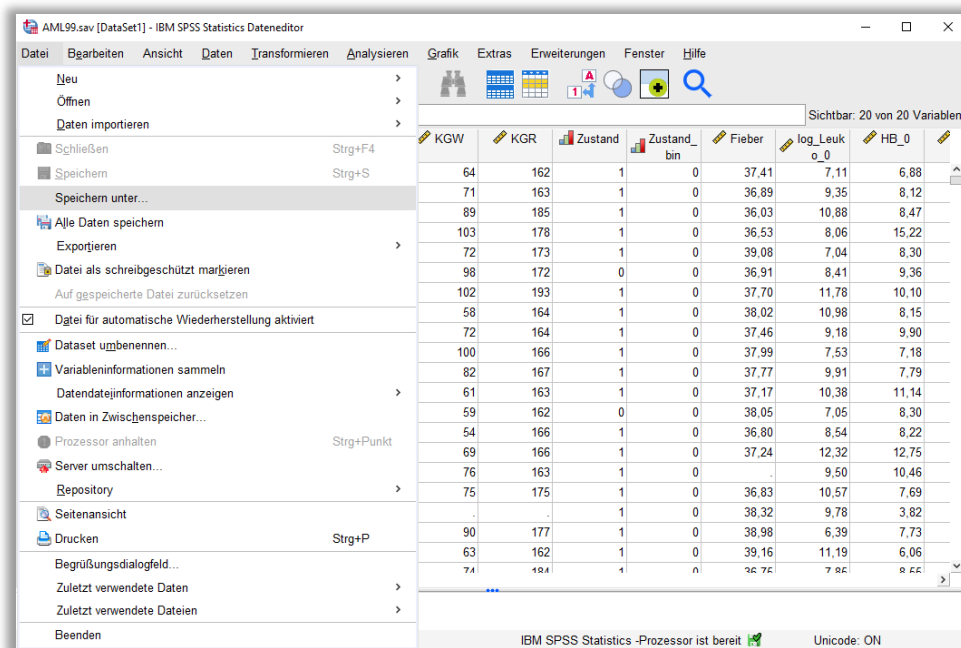 AML99.sav [DataSet1] - IBM SPSS Statistics Dateneditor
Datei Bearbeiten Ansicht Daten Transformieren Analysieren Grafik Extras Erweiterungen Fenster Hilfe
Neu
Öffnen
Daten importieren
Schließen Strg+F4
Speichern Strg+S
Speichern unter...
Alle Daten speichern
Exportieren
Datei als schreibgeschützt markieren
Auf gespeicherte Datei zurücksetzen
Datei für automatische Wiederherstellung aktiviert
Dataset umbenennen...
Variableninformationen sammeln
Datendateiinformationen anzeigen
Daten in Zwischenspeicher...
Prozessor anhalten Strg+Punkt
Server umschalten...
Repository
Seitenansicht
Drucken Strg+P
Begrüßungsdialogfeld...
Zuletzt verwendete Daten
Zuletzt verwendete Dateien
Beenden
A
1
Sichtbar: 20 von 20 Variablen
KGW KGR Zustand Zustand_ Fieber log_Leuk HB_0
bin o_0
64 162 1 0 37,41 7,11 6,88
71 163 1 0 36,89 9,35 8,12
89 185 1 0 36,03 10,88 8,47
103 178 1 0 36,53 8,06 15,22
72 173 1 0 39,08 7,04 8,30
98 172 0 0 36,91 8,41 9,36
102 193 1 0 37,70 11,78 10,10
58 164 1 0 38,02 10,98 8,15
72 164 1 0 37,46 9,18 9,90
100 166 1 0 37,99 7,53 7,18
82 167 1 0 37,77 9,91 7,79
61 163 1 0 37,17 10,38 11,14
59 162 0 0 38,05 7,05 8,30
54 166 1 0 36,80 8,54 8,22
69 166 1 0 37,24 12,32 12,75
76 163 1 0 . 9,50 10,46
75 175 1 0 36,83 10,57 7,69
. . 1 0 38,32 9,78 3,82
90 177 1 0 38,98 6,39 7,73
63 162 1 0 39,16 11,19 6,06
74 184 1 0 36,75 7,85
IBM SPSS Statistics -Prozessor ist bereit Unicode: ON